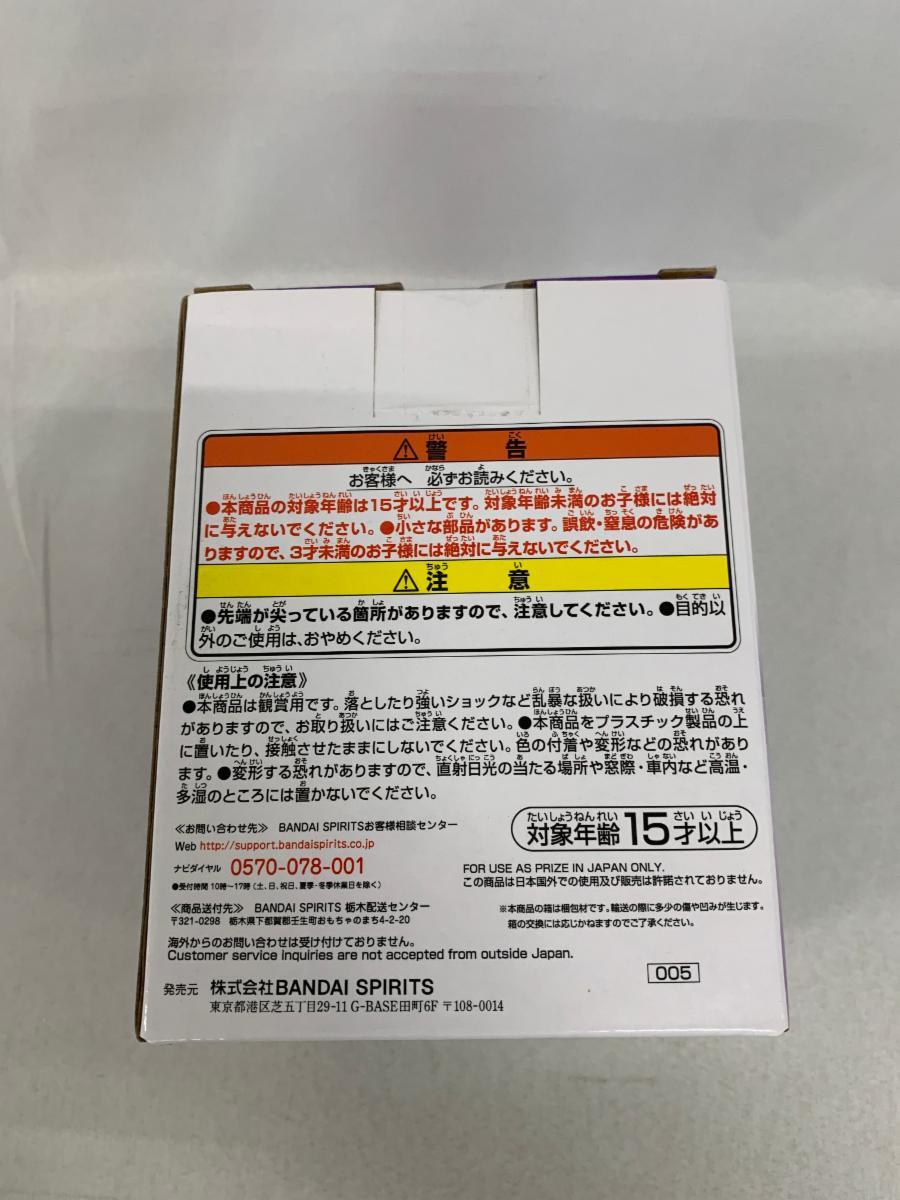 ⚠警告
お客様へ 必ずお読みください。
●本商品の対象年齢は15才以上です。対象年齢未満のお子様には絶対
に与えないでください。●小さな部品があります。誤飲・窒息の危険があ
りますので、3才未満のお子様には絶対に与えないでください。
⚠注意
●先端が尖っている箇所がありますので、注意してください。●目的以
外のご使用は、おやめください。
《使用上の注意》
●本商品は観賞用です。落としたり強いショックなど乱暴な扱いにより破損する恐れ
がありますので、お取り扱いにはご注意ください。●本商品をプラスチック製品の上
に置いたり、接触させたままにしないでください。色の付着や変形などの恐れがあり
ます。●変形する恐れがありますので、直射日光の当たる場所や窓際・車内など高温・
多湿のところには置かないでください。
≪お問い合わせ先≫ BANDAI SPIRITSお客様相談センター
Web http://support.bandaispirits.co.jp
ナビダイヤル 0570-078-001
●受付時間 10時〜17時(土、日、祝日、夏季・冬季休業日を除く)
≪商品送付先≫ BANDAI SPIRITS 栃木配送センター
〒321-0298 栃木県下都賀郡壬生町おもちゃのまち4-2-20
海外からのお問い合わせは受け付けておりません。
Customer service inquiries are not accepted from outside Japan.
対象年齢15才以上
FOR USE AS PRIZE IN JAPAN ONLY.
この商品は日本国外での使用及び販売は許諾されておりません。
※本商品の箱は梱包材です。輸送の際に多少の傷や凹みが生じます。
箱の交換には応じかねますのでご了承ください。
005
発売元 株式会社BANDAI SPIRITS
東京都港区芝五丁目29-11 G-BASE田町6F 〒108-0014